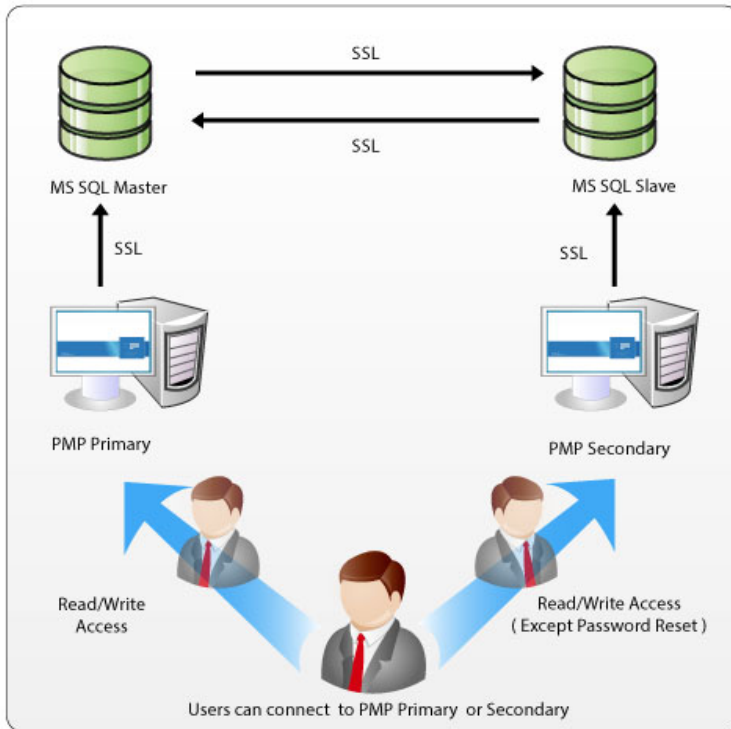 SSL
SSL
MS SQL Master
MS SQL Slave
SSL
SSL
PMP Primary
PMP Secondary
Read/Write
Access
Read/Write Access
( Except Password Reset )
Users can connect to PMP Primary or Secondary